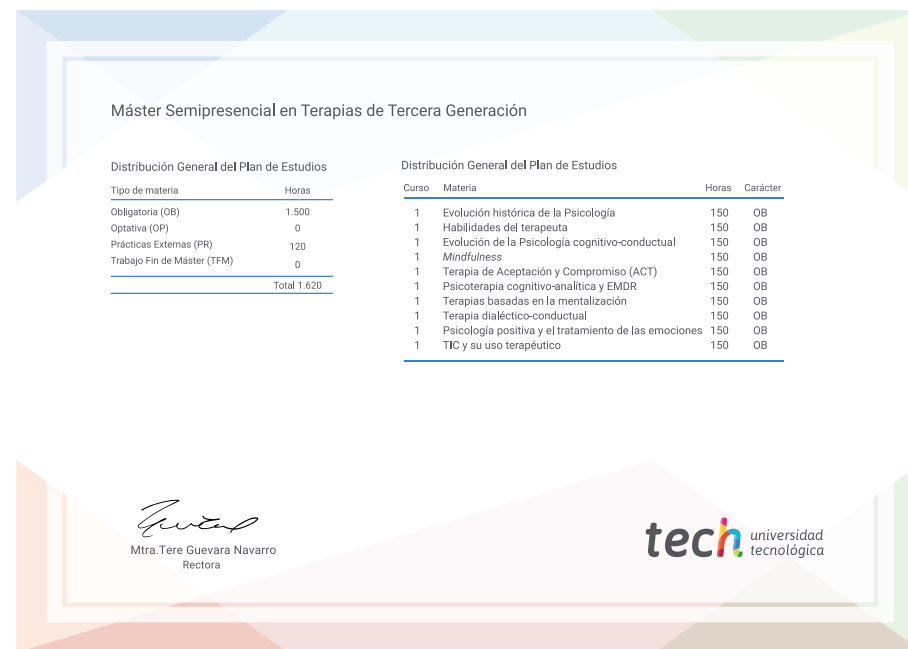 Máster Semipresencial en Terapias de Tercera Generación
Distribución General del Plan de Estudios
Tipo de materia Horas
Obligatoria (OB) 1.500
Optativa (OP) 0
Prácticas Externas (PR) 120
Trabajo Fin de Máster (TFM) 0
Total 1.620
Distribución General del Plan de Estudios
Curso Materia Horas Carácter
1 Evolución histórica de la Psicología 150 OB
1 Habilidades del terapeuta 150 OB
1 Evolución de la Psicología cognitivo-conductual 150 OB
1 Mindfulness 150 OB
1 Terapia de Aceptación y Compromiso (ACT) 150 OB
1 Psicoterapia cognitivo-analítica y EMDR 150 OB
1 Terapias basadas en la mentalización 150 OB
1 Terapia dialéctico-conductual 150 OB
1 Psicología positiva y el tratamiento de las emociones 150 OB
1 TIC y su uso terapéutico 150 OB
Mtra.Tere Guevara Navarro
Rectora
tech universidad
tecnológica